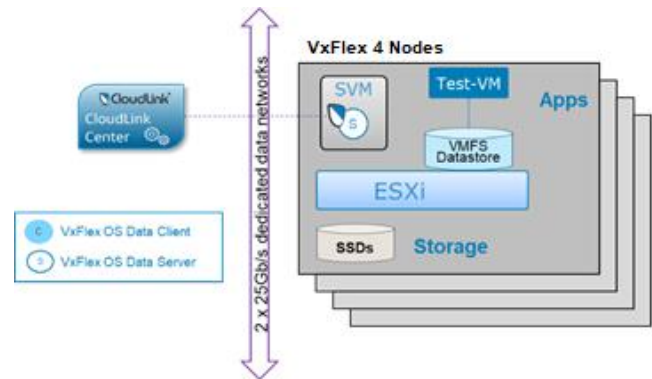 VxFlex 4 Nodes
CloudLink®
CloudLink
Center
2 x 25Gb/s dedicated data networks
SVM
S
Test-VM
Apps
VMFS
Datastore
ESXi
SSDs
Storage
C VxFlex OS Data Client
S VxFlex OS Data Server